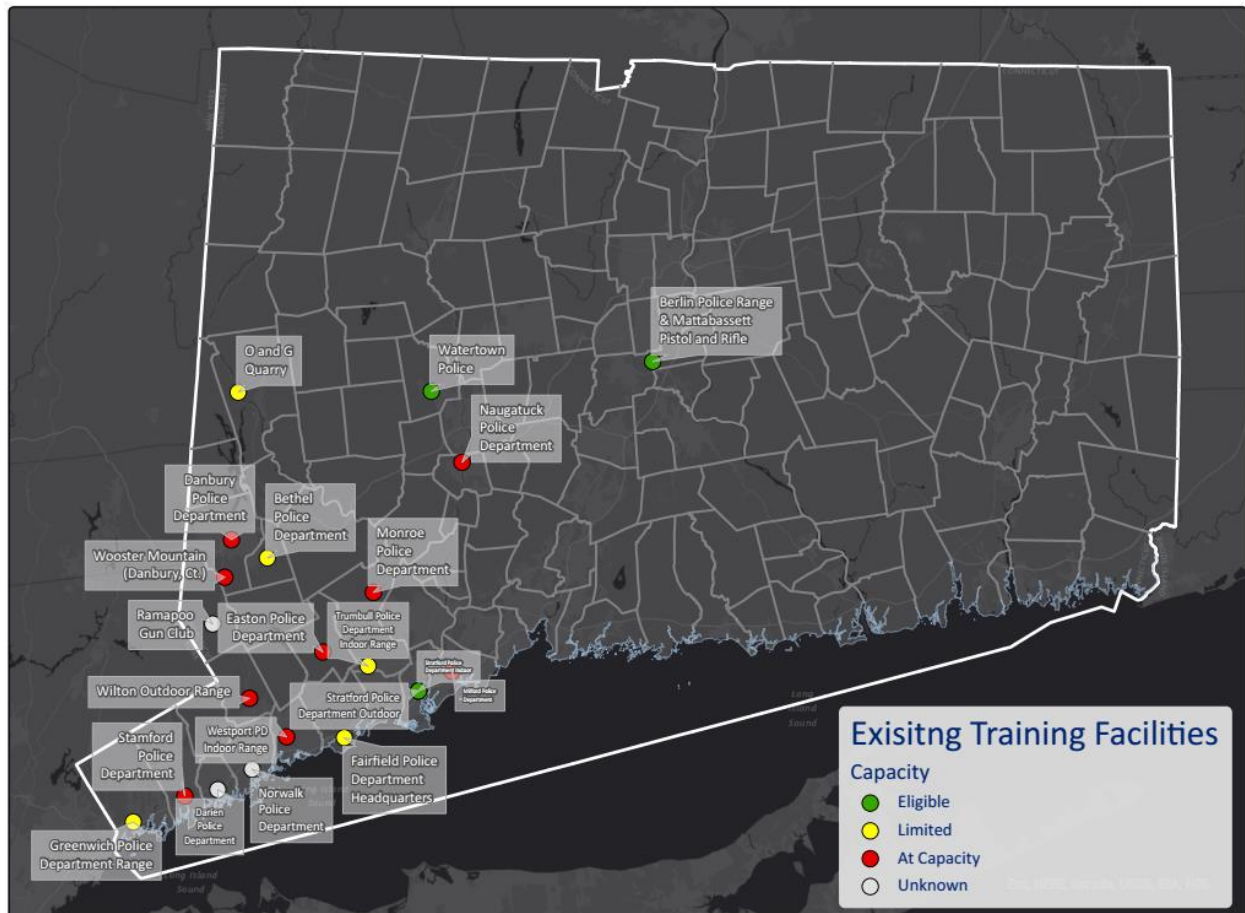 Berlin Police Range
& Mattabassett
Pistol and Rifle
O and G
Quarry
Watertown
Police
Naugatuck
Police
Department
Danbury
Police
Department
Bethel
Police
Department
Monroe
Police
Department
Wooster Mountain
(Danbury, Ct.)
Ramapoo
Gun Club
Easton Police
Department
Trumbull Police
Department
Indoor Range
Stratford Police
Department Indoor
Milford Police
Department
Wilton Outdoor Range
Stratford Police
Department Outdoor
Westport PD
Indoor Range
Stamford
Police
Department
Fairfield Police
Department
Headquarters
Norwalk
Police
Department
Darien
Police
Department
Greenwich Police
Department Range
Long
Island
Sound
Long Island
Sound
Exisitng Training Facilities
Capacity
Eligible
Limited
At Capacity
Unknown